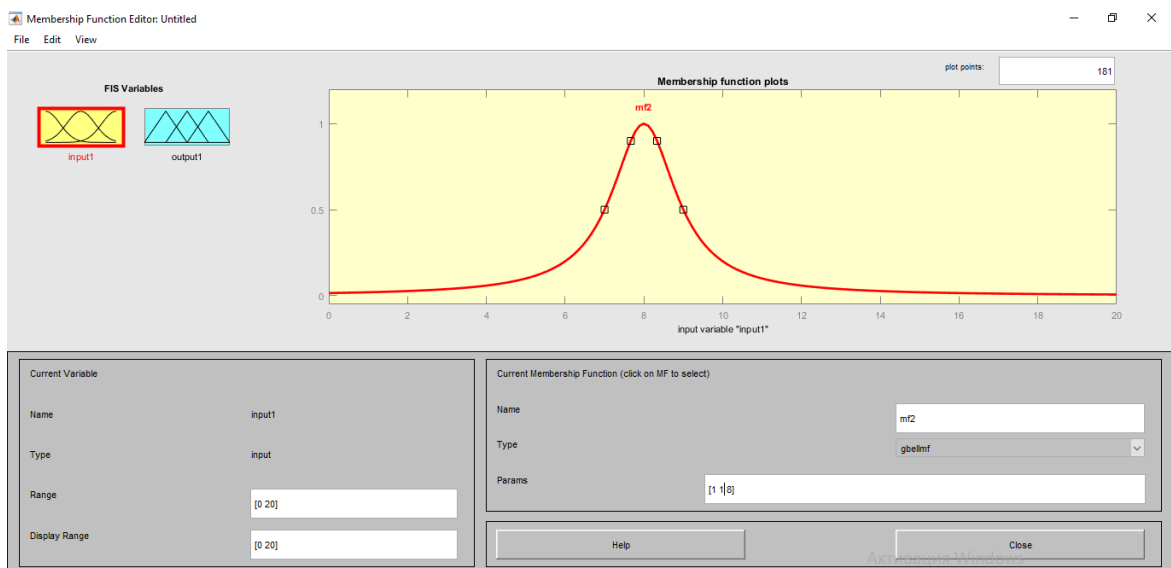 Membership Function Editor: Untitled
File Edit View
FIS Variables
input1
output1
plot points:
181
Membership function plots
mf2
1
0.5
0
0 2 4 6 8 10 12 14 16 18 20
input variable "input1"
Current Variable
Name input1
Type input
Range [0 20]
Display Range [0 20]
Current Membership Function (click on MF to select)
Name mf2
Type gbellmf
Params [1 1 8]
Help Close
Активация Windows